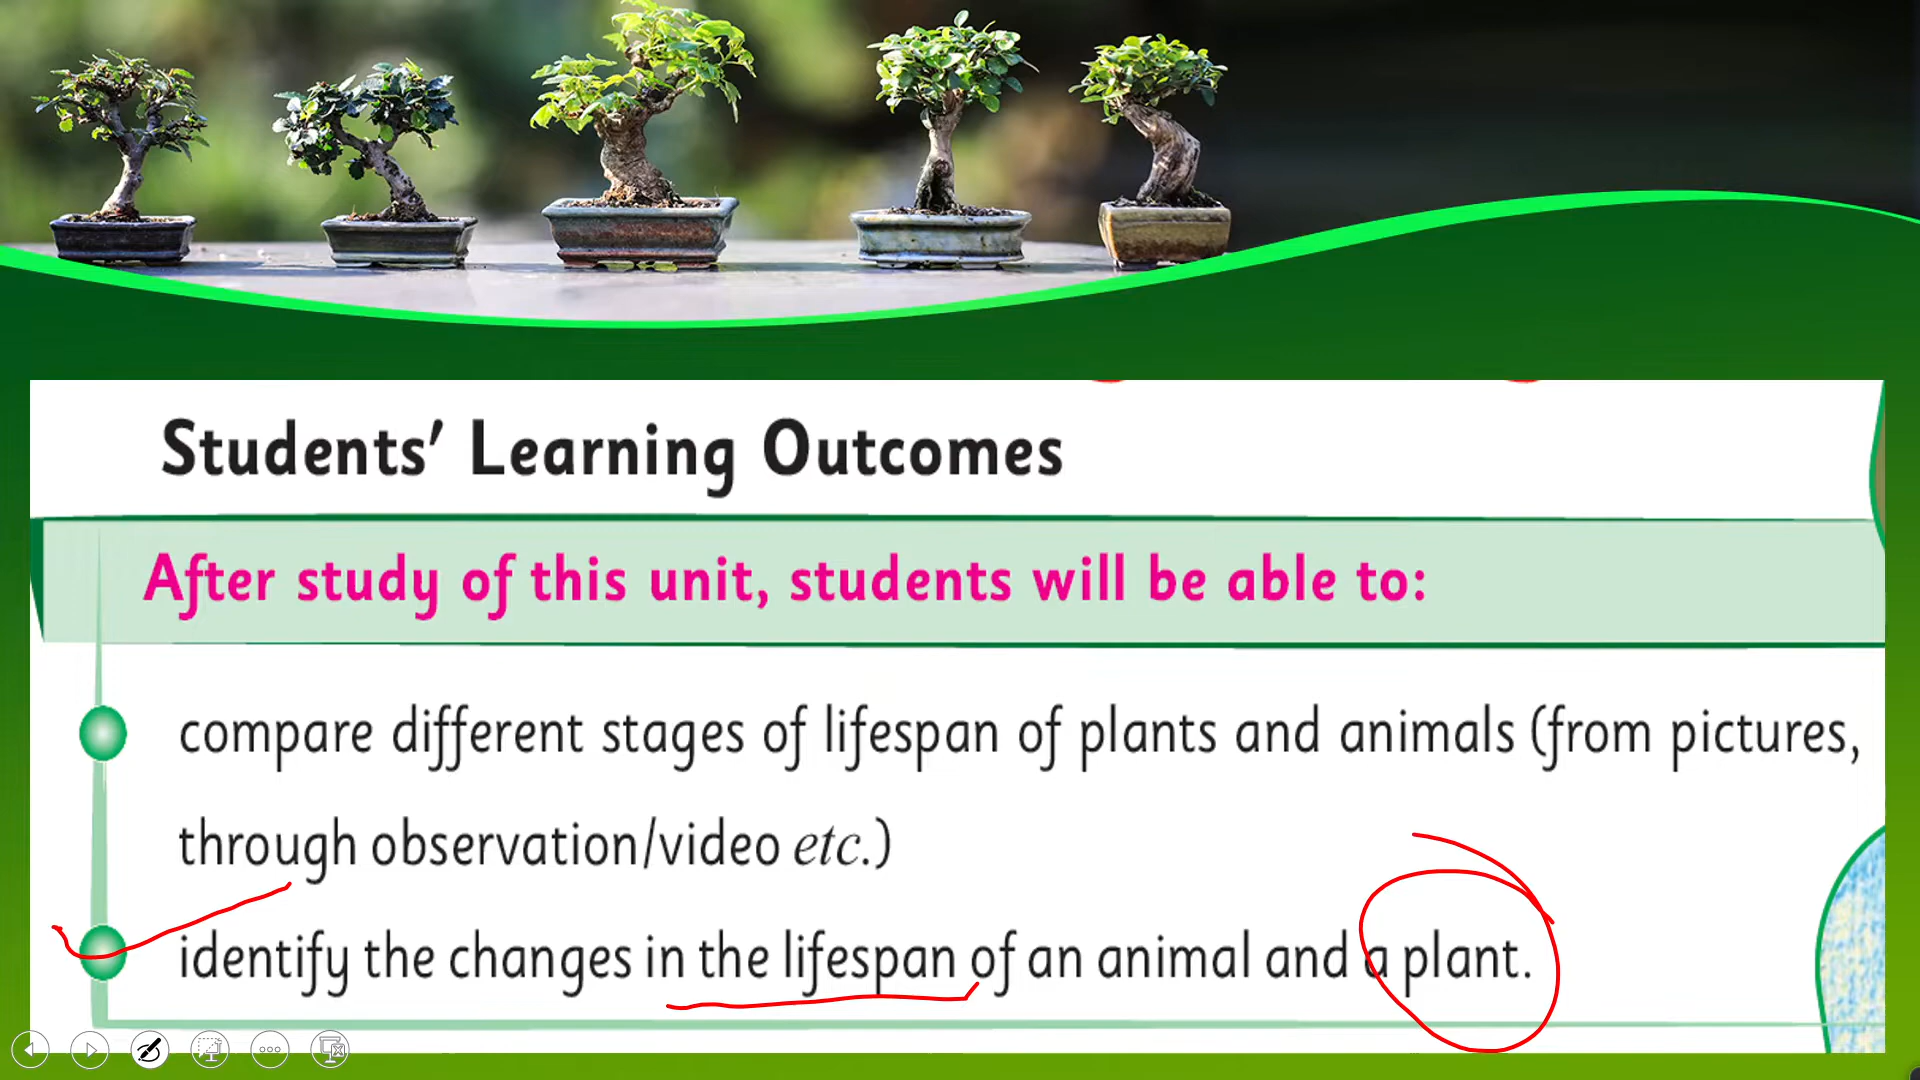 Students’ Learning Outcomes
After study of this unit, students will be able to:
compare different stages of lifespan of plants and animals (from pictures,
through observation/video etc.)
identify the changes in the lifespan of an animal and a plant.